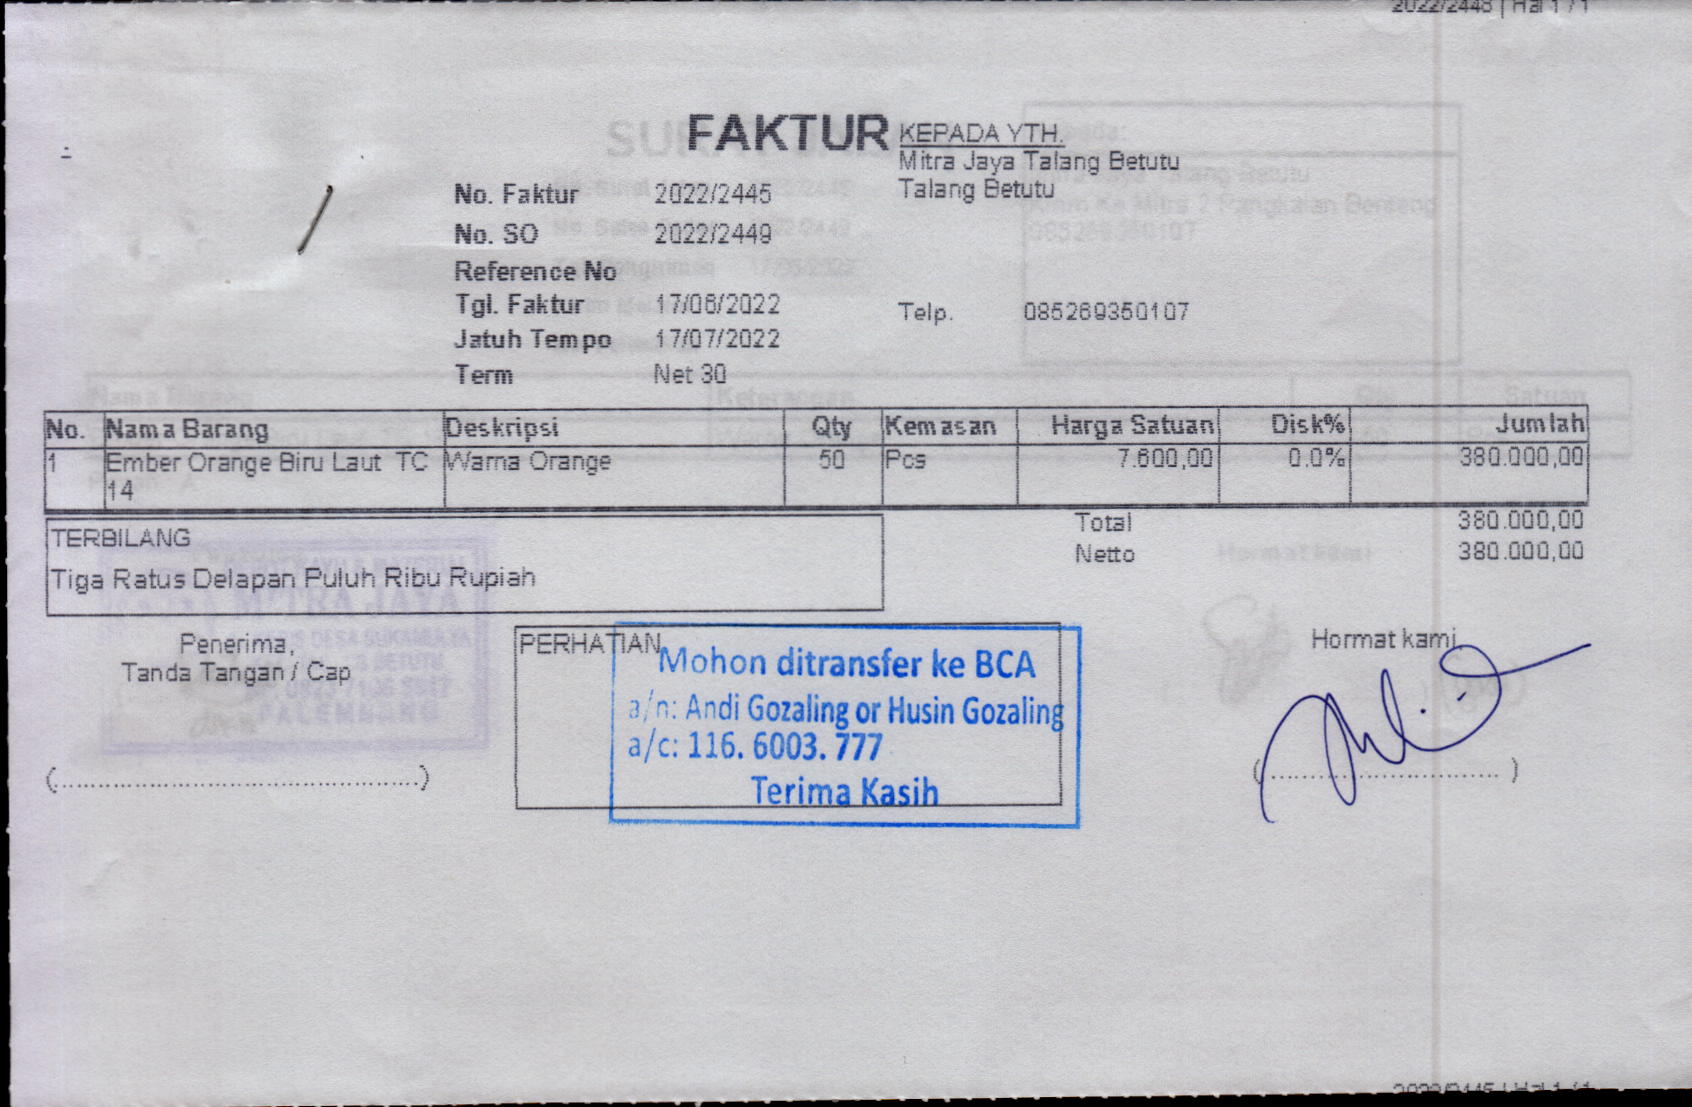 2022/2448 | Hal 1 / 1
FAKTUR
KEPADA YTH.
Mitra Jaya Talang Betutu
Talang Betutu
No. Faktur 2022/2445
No. SO 2022/2449
Reference No
Tgl. Faktur 17/06/2022
Telp. 085269350107
Jatuh Tempo 17/07/2022
Term Net 30
No. Nama Barang Deskripsi Qty Kemasan Harga Satuan Disk% Jumlah
1 Ember Orange Biru Laut TC 14 Warna Orange 50 Pcs 7.600,00 0.0% 380.000,00
TERBILANG
Tiga Ratus Delapan Puluh Ribu Rupiah
Total 380.000,00
Netto 380.000,00
Penerima,
Tanda Tangan / Cap
PERHATIAN
Mohon ditransfer ke BCA
a/n: Andi Gozaling or Husin Gozaling
a/c: 116. 6003. 777
Terima Kasih
Hormat kami
(................................................)
(................................)
2022/2445 | Hal 1 / 1